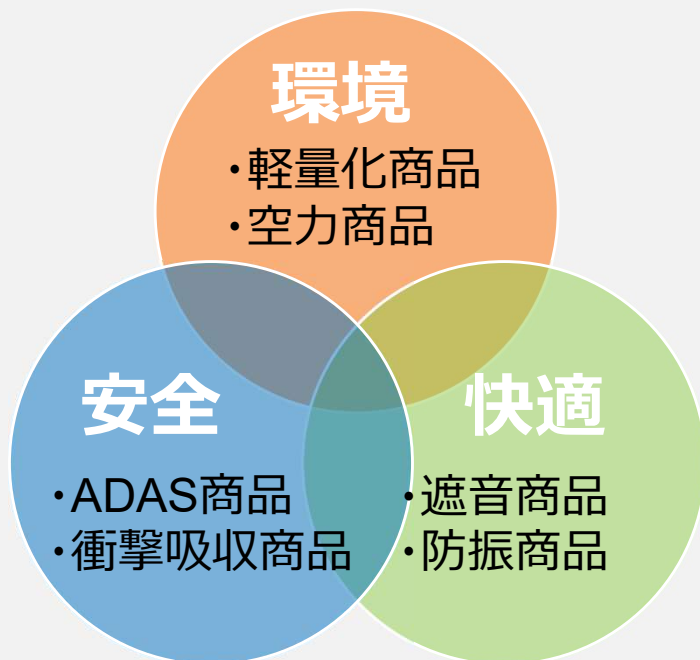 環境
・軽量化商品
・空力商品
安全
・ADAS商品
・衝撃吸収商品
快適
・遮音商品
・防振商品